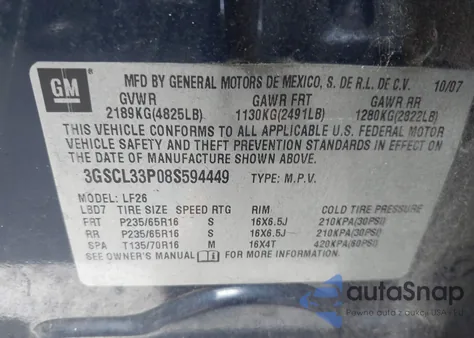 GM
MFD BY GENERAL MOTORS DE MEXICO, S. DE R.L. DE C.V. 10/07
GVWR GAWR FRT GAWR RR
2189KG(4825LB) 1130KG(2491LB) 1280KG(2822LB)
THIS VEHICLE CONFORMS TO ALL APPLICABLE U.S. FEDERAL MOTOR
VEHICLE SAFETY AND THEFT PREVENTION STANDARDS IN EFFECT ON THE
DATE OF MANUFACTURE SHOWN ABOVE.
3GSCL33P08S594449 TYPE: M.P.V.
MODEL: LF26
LBD7 TIRE SIZE SPEED RTG RIM COLD TIRE PRESSURE
FRT P235/65R16 S 16X6.5J 210KPA(30PSI)
RR P235/65R16 S 16X6.5J 210KPA(30PSI)
SPA T135/70R16 M 16X4T 420KPA(60PSI)
SEE OWNER'S MANUAL FOR MORE INFORMATION
autoSnap
Pewne auto z aukcji USA